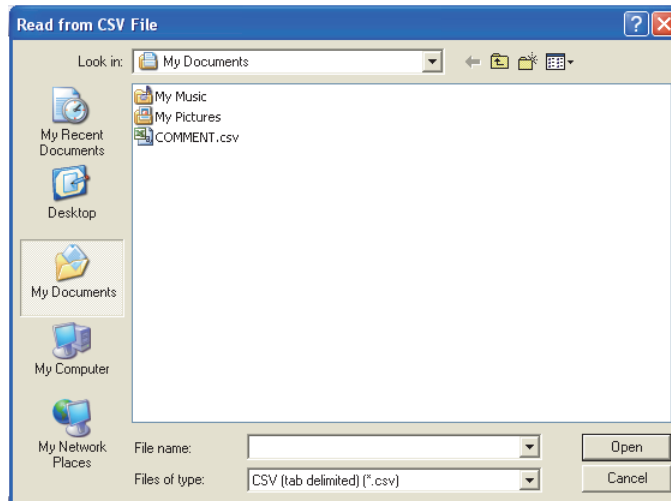 Read from CSV File
Look in: My Documents
My Music
My Pictures
COMMENT.csv
My Recent
Documents
Desktop
My Documents
My Computer
My Network
Places
File name:
Open
Files of type: CSV (tab delimited) (*.csv)
Cancel